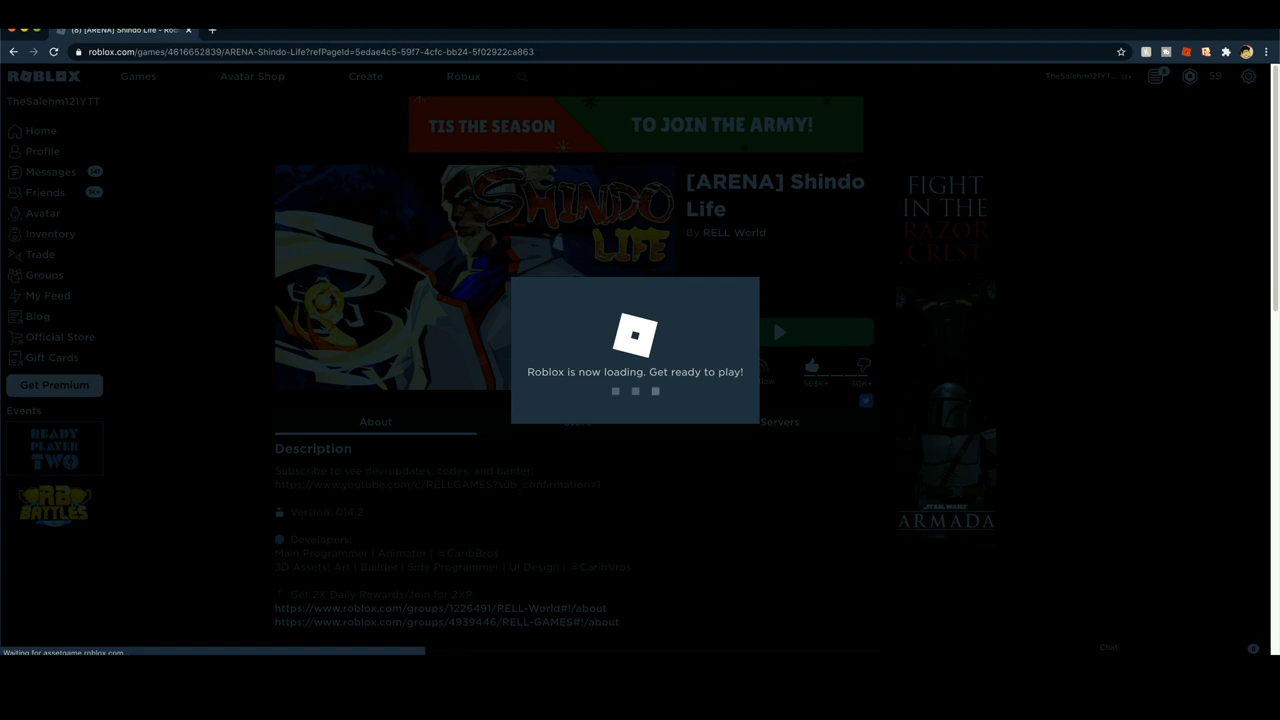 (8) [ARENA] Shindo Life - Rob
roblox.com/games/4616652839/ARENA-Shindo-Life?refPageId=5edae4c5-59f7-4cfc-bb24-5f02922ca863
ROBLOX
Games
Avatar Shop
Create
Robux
TheSalehm121YT... 13+
59
TheSalehm121YTT
Home
Profile
Messages
141
Friends
Avatar
Inventory
Trade
Groups
My Feed
Blog
Official Store
Gift Cards
Get Premium
Events
READY
PLAYER
TWO
RB
BATTLES
TIS THE SEASON
TO JOIN THE ARMY!
SHINDO
LIFE
[ARENA] Shindo
Life
By RELL World
563K+
30K+
Roblox is now loading. Get ready to play!
About
Servers
Description
Subscribe to see dev-updates, codes, and banter:
https://www.youtube.com/c/RELLGAMES?sub_confirmation=1
Version: 014.2
Developers:
Main Programmer | Animator | @CaribBros
3D Assets| Art | Builder | Side Programmer | UI Design | @CaribVros
Get 2X Daily Rewards/Join for 2XP:
https://www.roblox.com/groups/1226491/RELL-World#!/about
https://www.roblox.com/groups/4939446/RELL-GAMES#!/about
FIGHT
IN THE
RAZOR
CREST
STAR WARS
ARMADA
Chat
Waiting for assetgame.roblox.com...